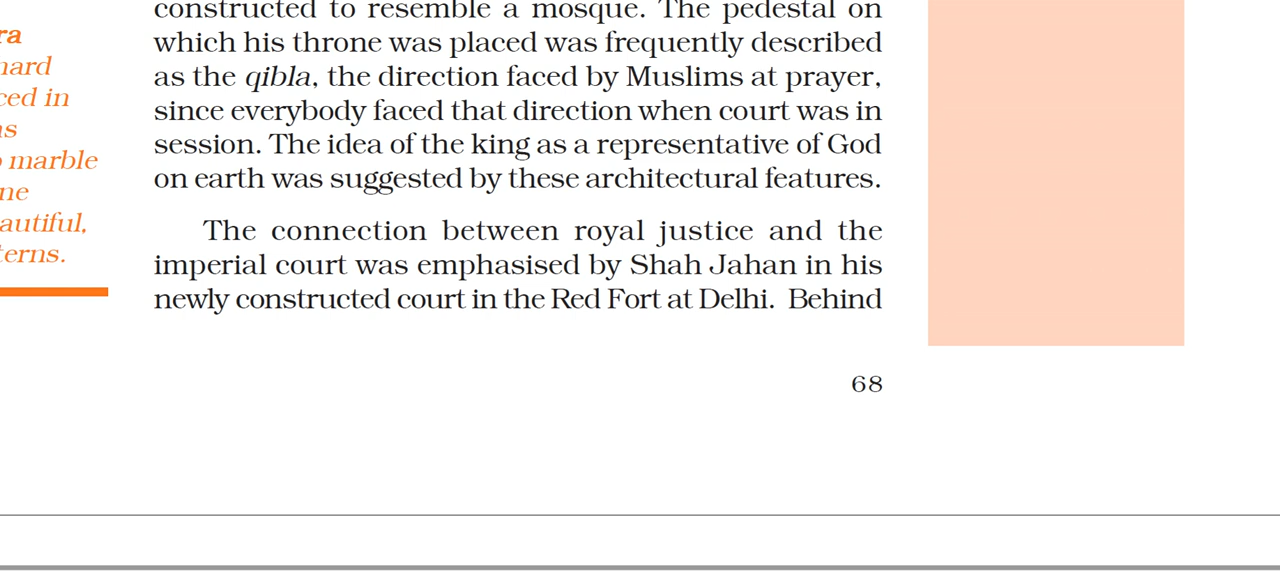 ra
hard
ced in
ns
marble
ne
autiful,
terns.
constructed to resemble a mosque. The pedestal on
which his throne was placed was frequently described
as the qibla, the direction faced by Muslims at prayer,
since everybody faced that direction when court was in
session. The idea of the king as a representative of God
on earth was suggested by these architectural features.
The connection between royal justice and the
imperial court was emphasised by Shah Jahan in his
newly constructed court in the Red Fort at Delhi. Behind
68